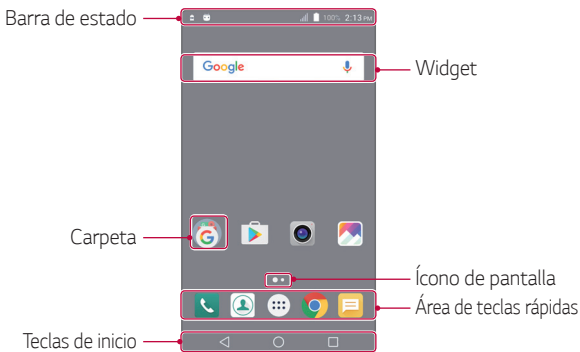 Barra de estado
100% 2:13 PM
Google
Widget
Carpeta
Ícono de pantalla
Área de teclas rápidas
Teclas de inicio